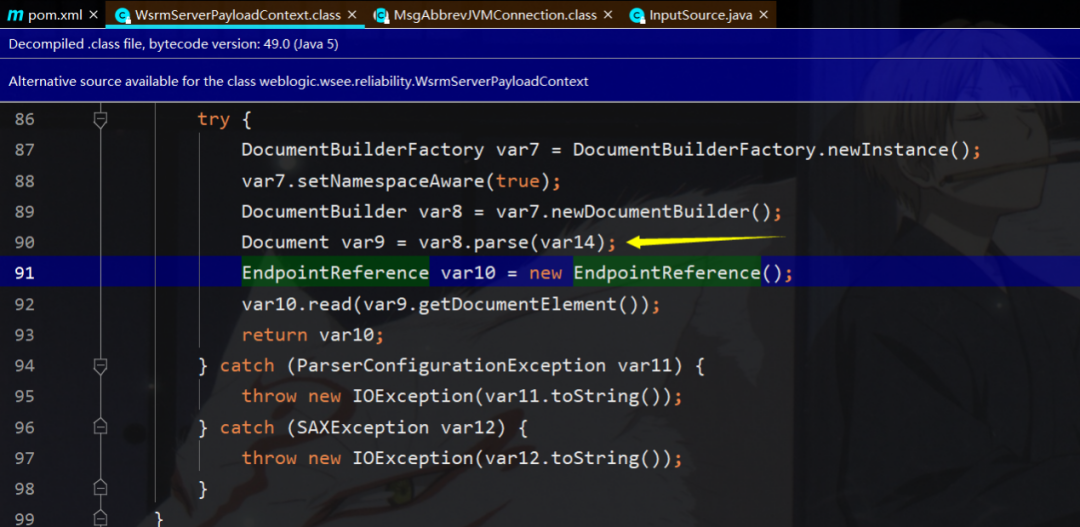 pom.xml × WsrmServerPayloadContext.class × MsgAbbrevJVMConnection.class × InputSource.java ×
Decompiled .class file, bytecode version: 49.0 (Java 5)
Alternative source available for the class weblogic.wsee.reliability.WsrmServerPayloadContext
86 try {
87 DocumentBuilderFactory var7 = DocumentBuilderFactory.newInstance();
88 var7.setNamespaceAware(true);
89 DocumentBuilder var8 = var7.newDocumentBuilder();
90 Document var9 = var8.parse(var14);
91 EndpointReference var10 = new EndpointReference();
92 var10.read(var9.getDocumentElement());
93 return var10;
94 } catch (ParserConfigurationException var11) {
95 throw new IOException(var11.toString());
96 } catch (SAXException var12) {
97 throw new IOException(var12.toString());
98 }
99 }